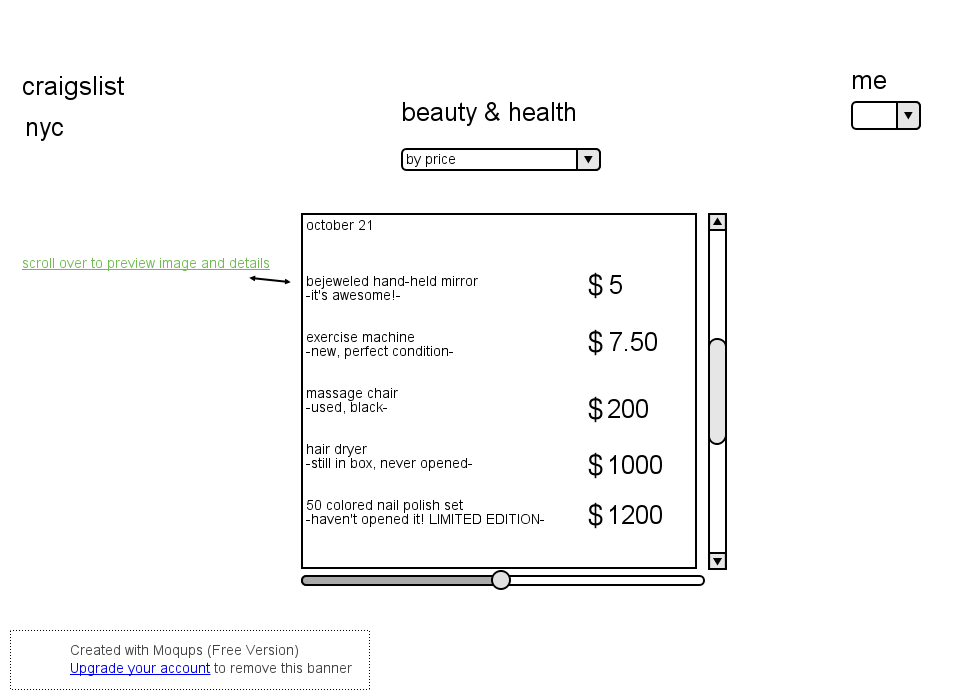 craigslist
nyc
me
beauty & health
by price
october 21
scroll over to preview image and details
bejeweled hand-held mirror
-it's awesome!-
$ 5
exercise machine
-new, perfect condition-
$ 7.50
massage chair
-used, black-
$ 200
hair dryer
-still in box, never opened-
$ 1000
50 colored nail polish set
-haven't opened it! LIMITED EDITION-
$ 1200
Created with Moqups (Free Version)
Upgrade your account to remove this banner